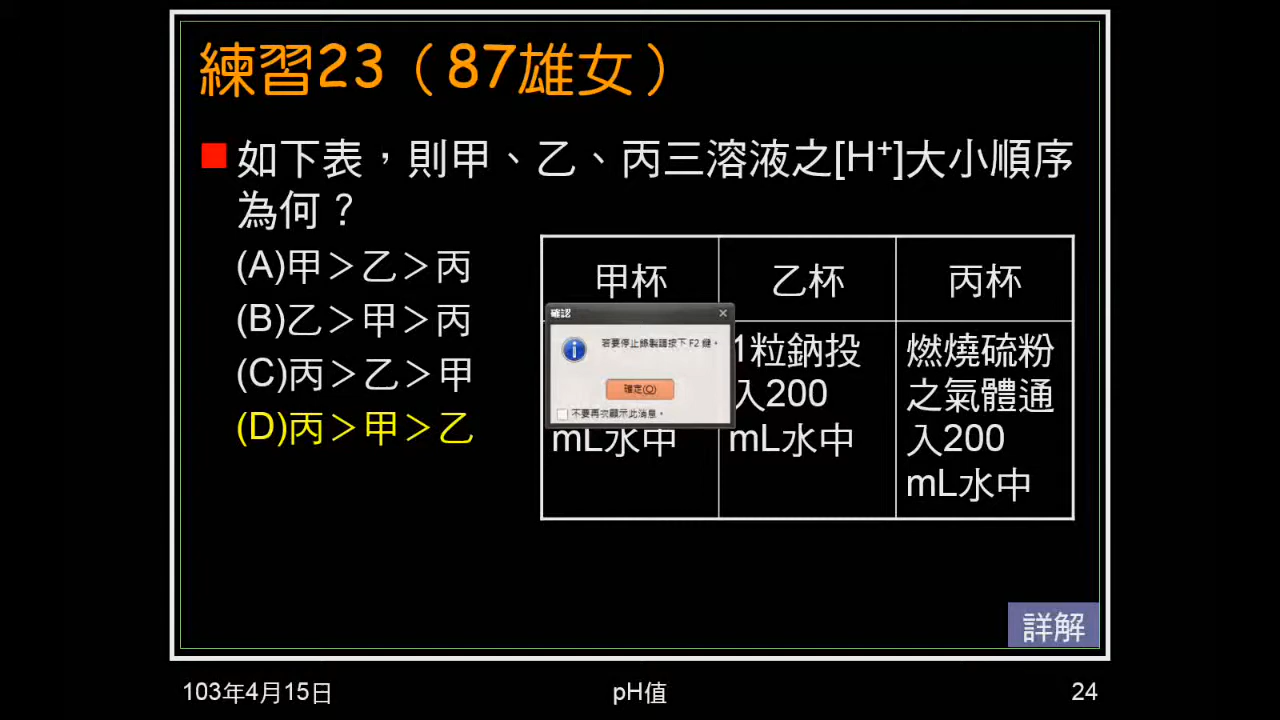 練習23（87雄女）
如下表，則甲、乙、丙三溶液之[H+]大小順序
為何？
(A)甲＞乙＞丙
(B)乙＞甲＞丙
(C)丙＞乙＞甲
(D)丙＞甲＞乙
甲杯
乙杯
丙杯
mL水中
1粒鈉投
入200
mL水中
燃燒硫粉
之氣體通
入200
mL水中
確認
若要停止錄製請按下 F2 鍵。
確定(O)
不要再次顯示此消息。
詳解
103年4月15日
pH值
24